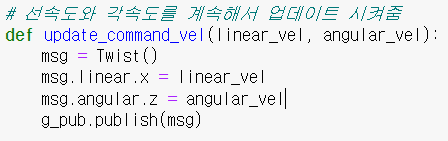 # 선속도와 각속도를 계속해서 업데이트 시켜줌
def update_command_vel(linear_vel, angular_vel):
    msg = Twist()
    msg.linear.x = linear_vel
    msg.angular.z = angular_vel
    g_pub.publish(msg)